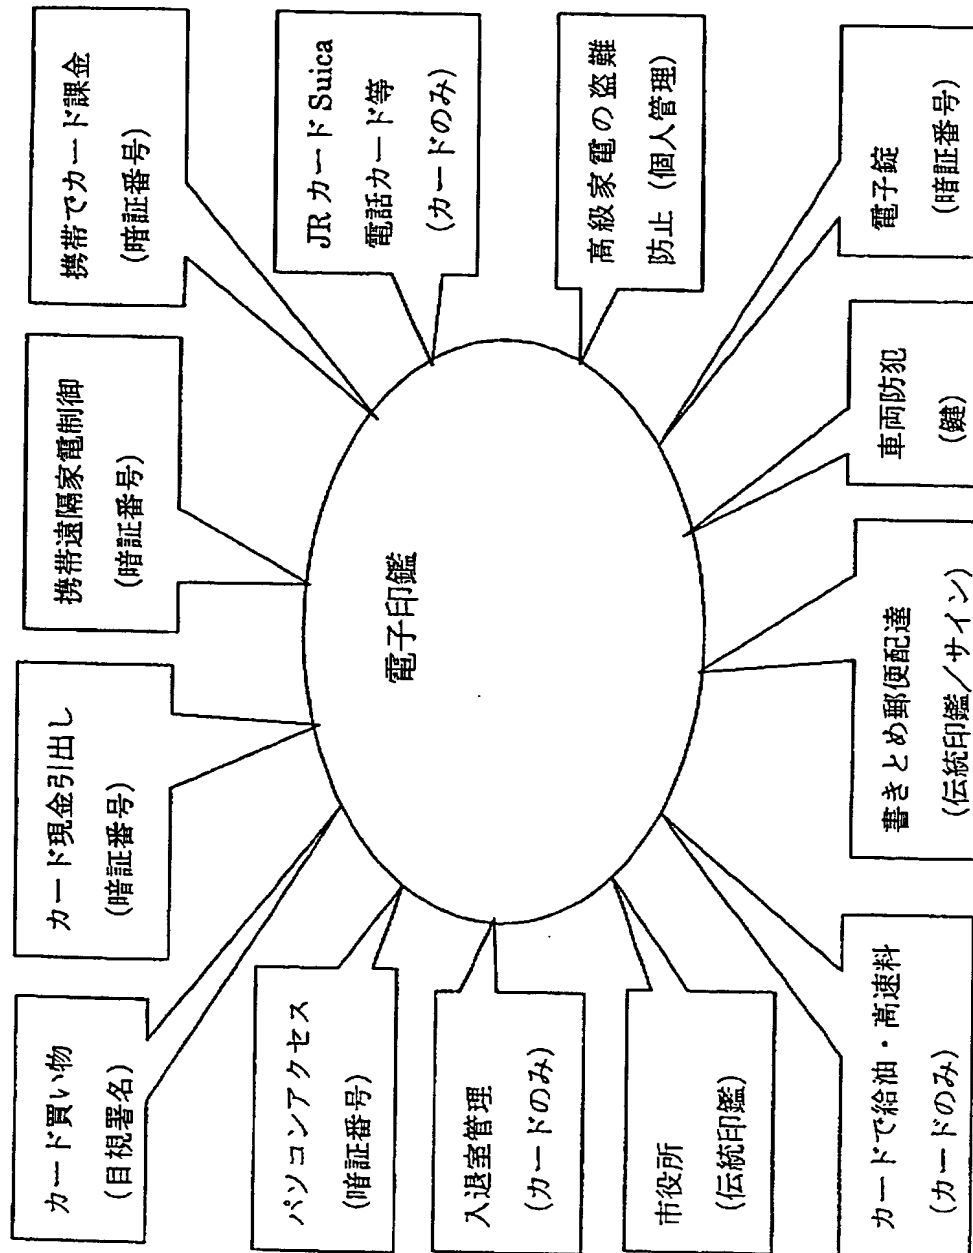 カード買い物
(目視署名)
カード現金引出し
(暗証番号)
携帯遠隔家電制御
(暗証番号)
携帯でカード課金
(暗証番号)
パソコンアクセス
(暗証番号)
JR カード Suica
電話カード等
(カードのみ)
入退室管理
(カードのみ)
電子印鑑
高級家電の盗難
防止 (個人管理)
市役所
(伝統印鑑)
カードで給油・高速料
(カードのみ)
書きとめ郵便配達
(伝統印鑑/サイン)
車両防犯
(鍵)
電子錠
(暗証番号)